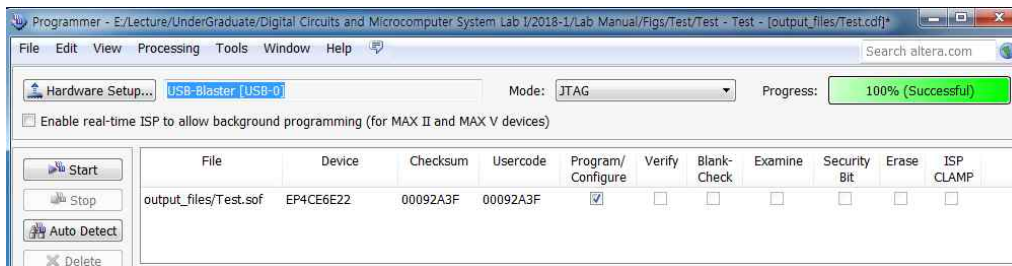 Programmer - E:/Lecture/UnderGraduate/Digital Circuits and Microcomputer System Lab I/2018-1/Lab Manual/Figs/Test/Test - Test - [output_files/Test.cdf]*
File Edit View Processing Tools Window Help
Search altera.com
Hardware Setup... USB-Blaster [USB-0] Mode: JTAG Progress: 100% (Successful)
Enable real-time ISP to allow background programming (for MAX II and MAX V devices)
Start
Stop
Auto Detect
Delete
File Device Checksum Usercode Program/ Verify Blank- Examine Security Erase ISP
Configure Check Bit CLAMP
output_files/Test.sof EP4CE6E22 00092A3F 00092A3F